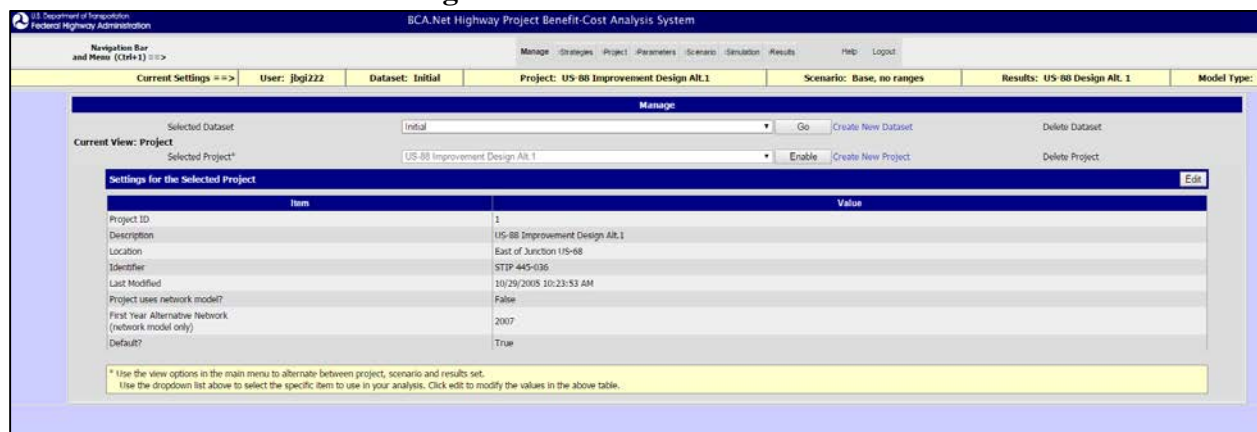 U.S. Department of Transportation
Federal Highway Administration
BCA.Net Highway Project Benefit-Cost Analysis System
Navigation Bar
and Menu (Ctrl+1) ==>
Manage Strategies Project Parameters Scenario Simulation Results Help Logout
Current Settings ==> User: jbgi222 Dataset: Initial Project: US-88 Improvement Design Alt.1 Scenario: Base, no ranges Results: US-88 Design Alt. 1 Model Type:
Manage
Selected Dataset Initial Go Create New Dataset Delete Dataset
Current View: Project
Selected Project* US-88 Improvement Design Alt.1 Enable Create New Project Delete Project
Settings for the Selected Project Edit
Item Value
Project ID 1
Description US-88 Improvement Design Alt.1
Location East of Junction US-68
Identifier STIP 445-036
Last Modified 10/29/2005 10:23:53 AM
Project uses network model? False
First Year Alternative Network
(network model only) 2007
Default? True
* Use the view options in the main menu to alternate between project, scenario and results set.
Use the dropdown list above to select the specific item to use in your analysis. Click edit to modify the values in the above table.